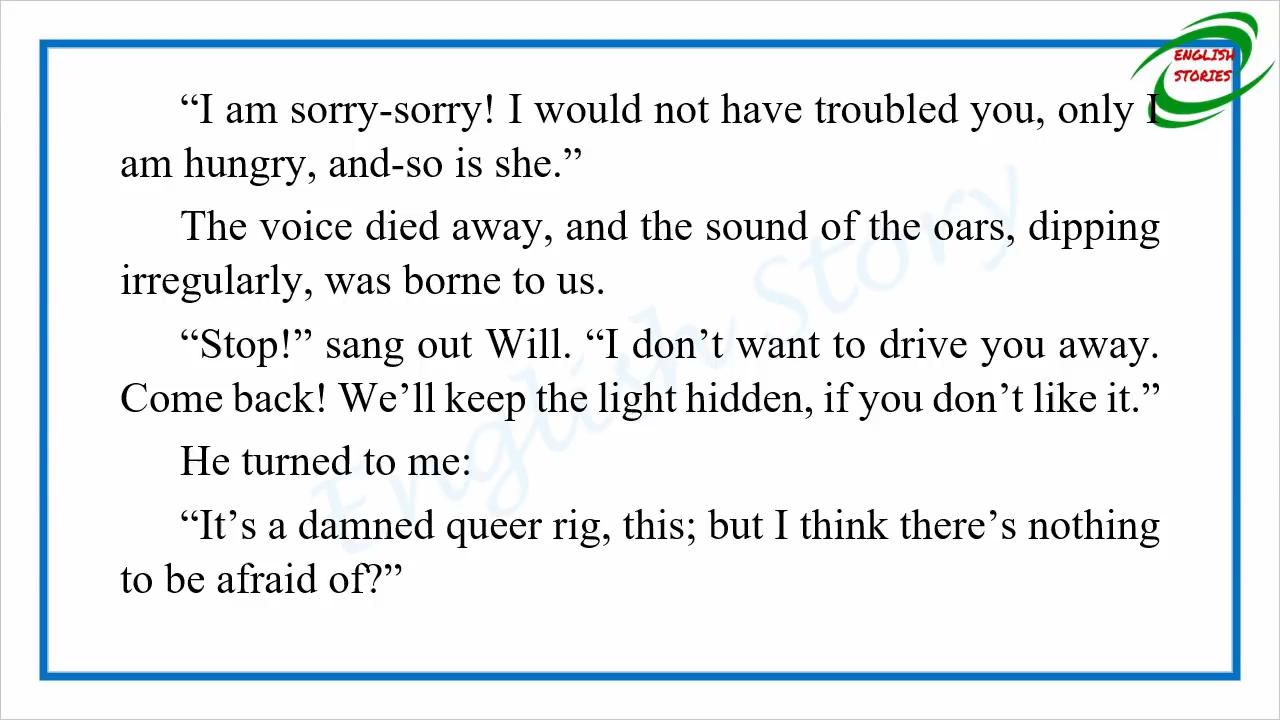 ENGLISH
STORIES
“I am sorry-sorry! I would not have troubled you, only I
am hungry, and-so is she.”
The voice died away, and the sound of the oars, dipping
irregularly, was borne to us.
“Stop!” sang out Will. “I don’t want to drive you away.
Come back! We’ll keep the light hidden, if you don’t like it.”
He turned to me:
“It’s a damned queer rig, this; but I think there’s nothing
to be afraid of?”
English Story